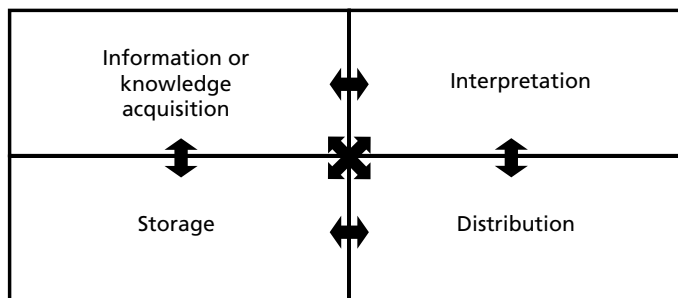 Information or
knowledge
acquisition
Interpretation
Storage
Distribution